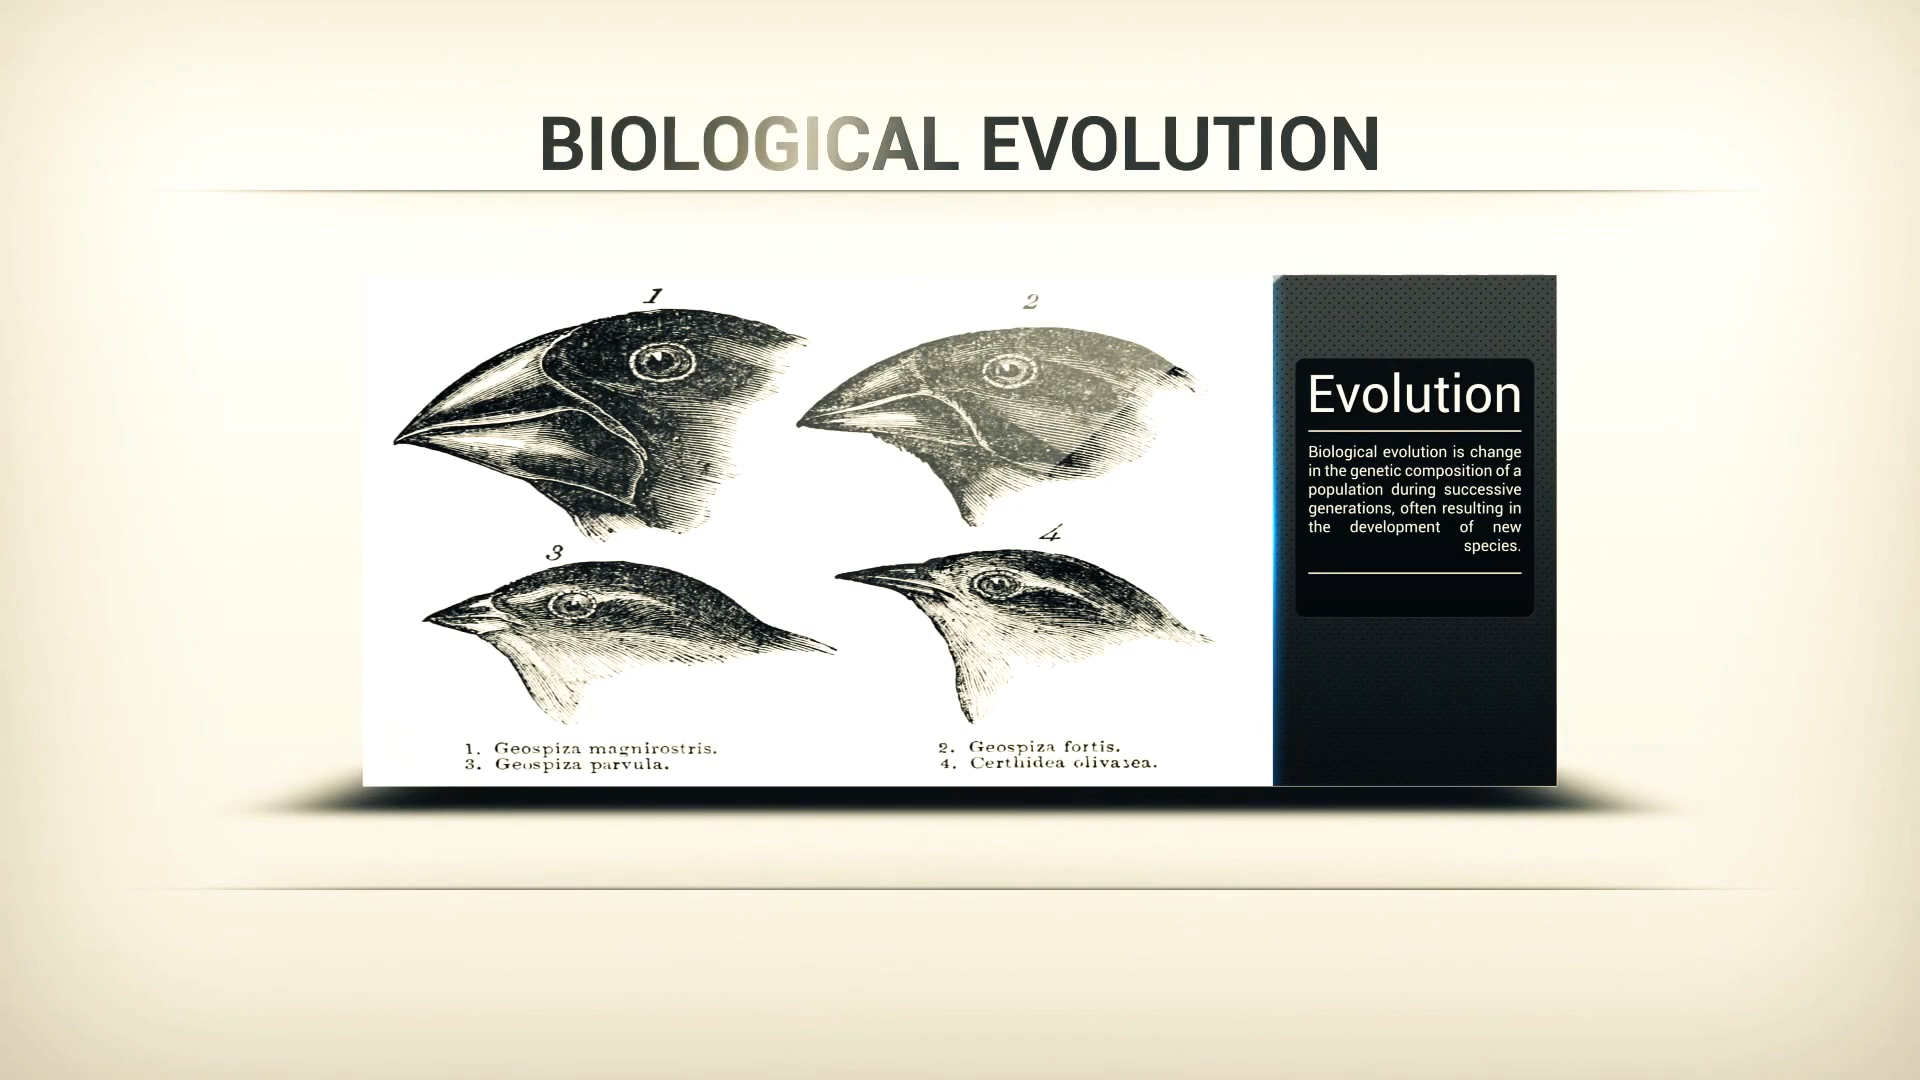 BIOLOGICAL EVOLUTION
1
2
3
4
1. Geospiza magnirostris.
2. Geospiza fortis.
3. Geospiza parvula.
4. Certhidea olivasea.
Evolution
Biological evolution is change
in the genetic composition of a
population during successive
generations, often resulting in
the development of new
species.